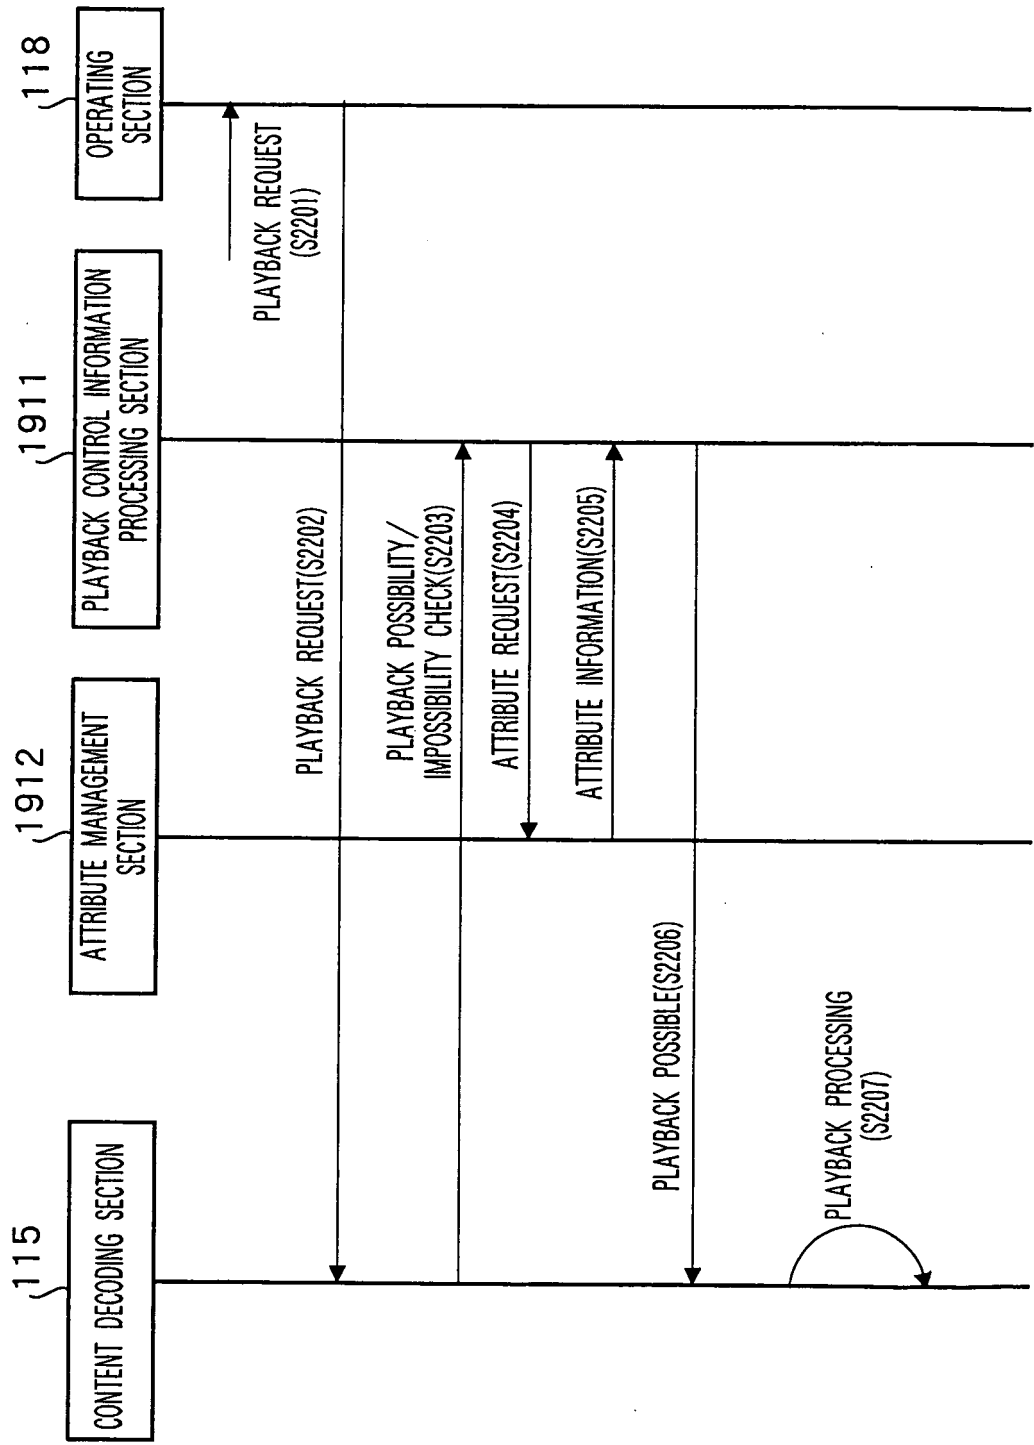 115
CONTENT DECODING SECTION
1912
ATTRIBUTE MANAGEMENT
SECTION
1911
PLAYBACK CONTROL INFORMATION
PROCESSING SECTION
118
OPERATING
SECTION
PLAYBACK REQUEST
(S2201)
PLAYBACK REQUEST(S2202)
PLAYBACK POSSIBILITY/
IMPOSSIBILITY CHECK(S2203)
ATTRIBUTE REQUEST(S2204)
ATTRIBUTE INFORMATION(S2205)
PLAYBACK POSSIBLE(S2206)
PLAYBACK PROCESSING
(S2207)